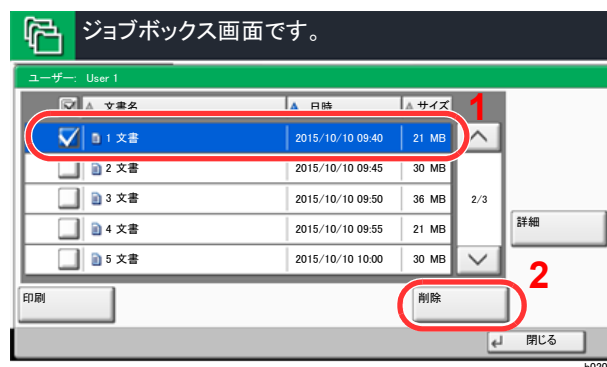 ジョブボックス画面です。
ユーザー: User 1
文書名 日時 サイズ 1
1 文書 2015/10/10 09:40 21 MB
2 文書 2015/10/10 09:45 30 MB
3 文書 2015/10/10 09:50 36 MB 2/3
4 文書 2015/10/10 09:55 21 MB 詳細
5 文書 2015/10/10 10:00 30 MB
2
印刷 削除
閉じる